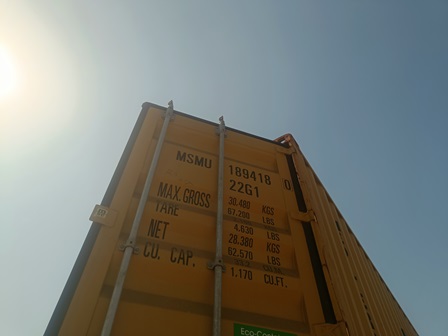 MSMU 189418 0
22G1
MAX. GROSS 30.480 KGS
67.200 LBS
TARE
4.630 LBS
NET 28.380 KGS
62.570 LBS
CU. CAP.
1.170 CU.FT.